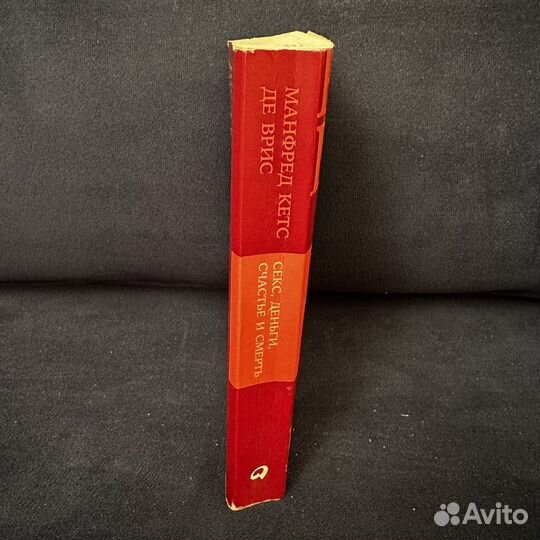 МАНФРЕД КЕТС
ДЕ ВРИС
СЕКС, ДЕНЬГИ,
СЧАСТЬЕ И СМЕРТЬ
Avito